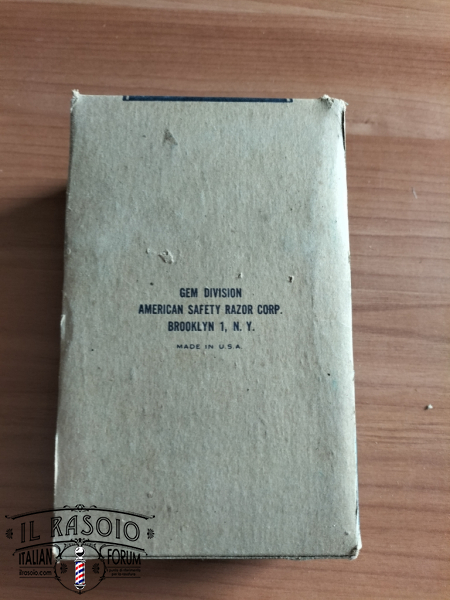 GEM DIVISION
AMERICAN SAFETY RAZOR CORP.
BROOKLYN 1, N. Y.
MADE IN U.S.A.
IL RASOIO
ITALIAN FORUM
ilrasoio.com